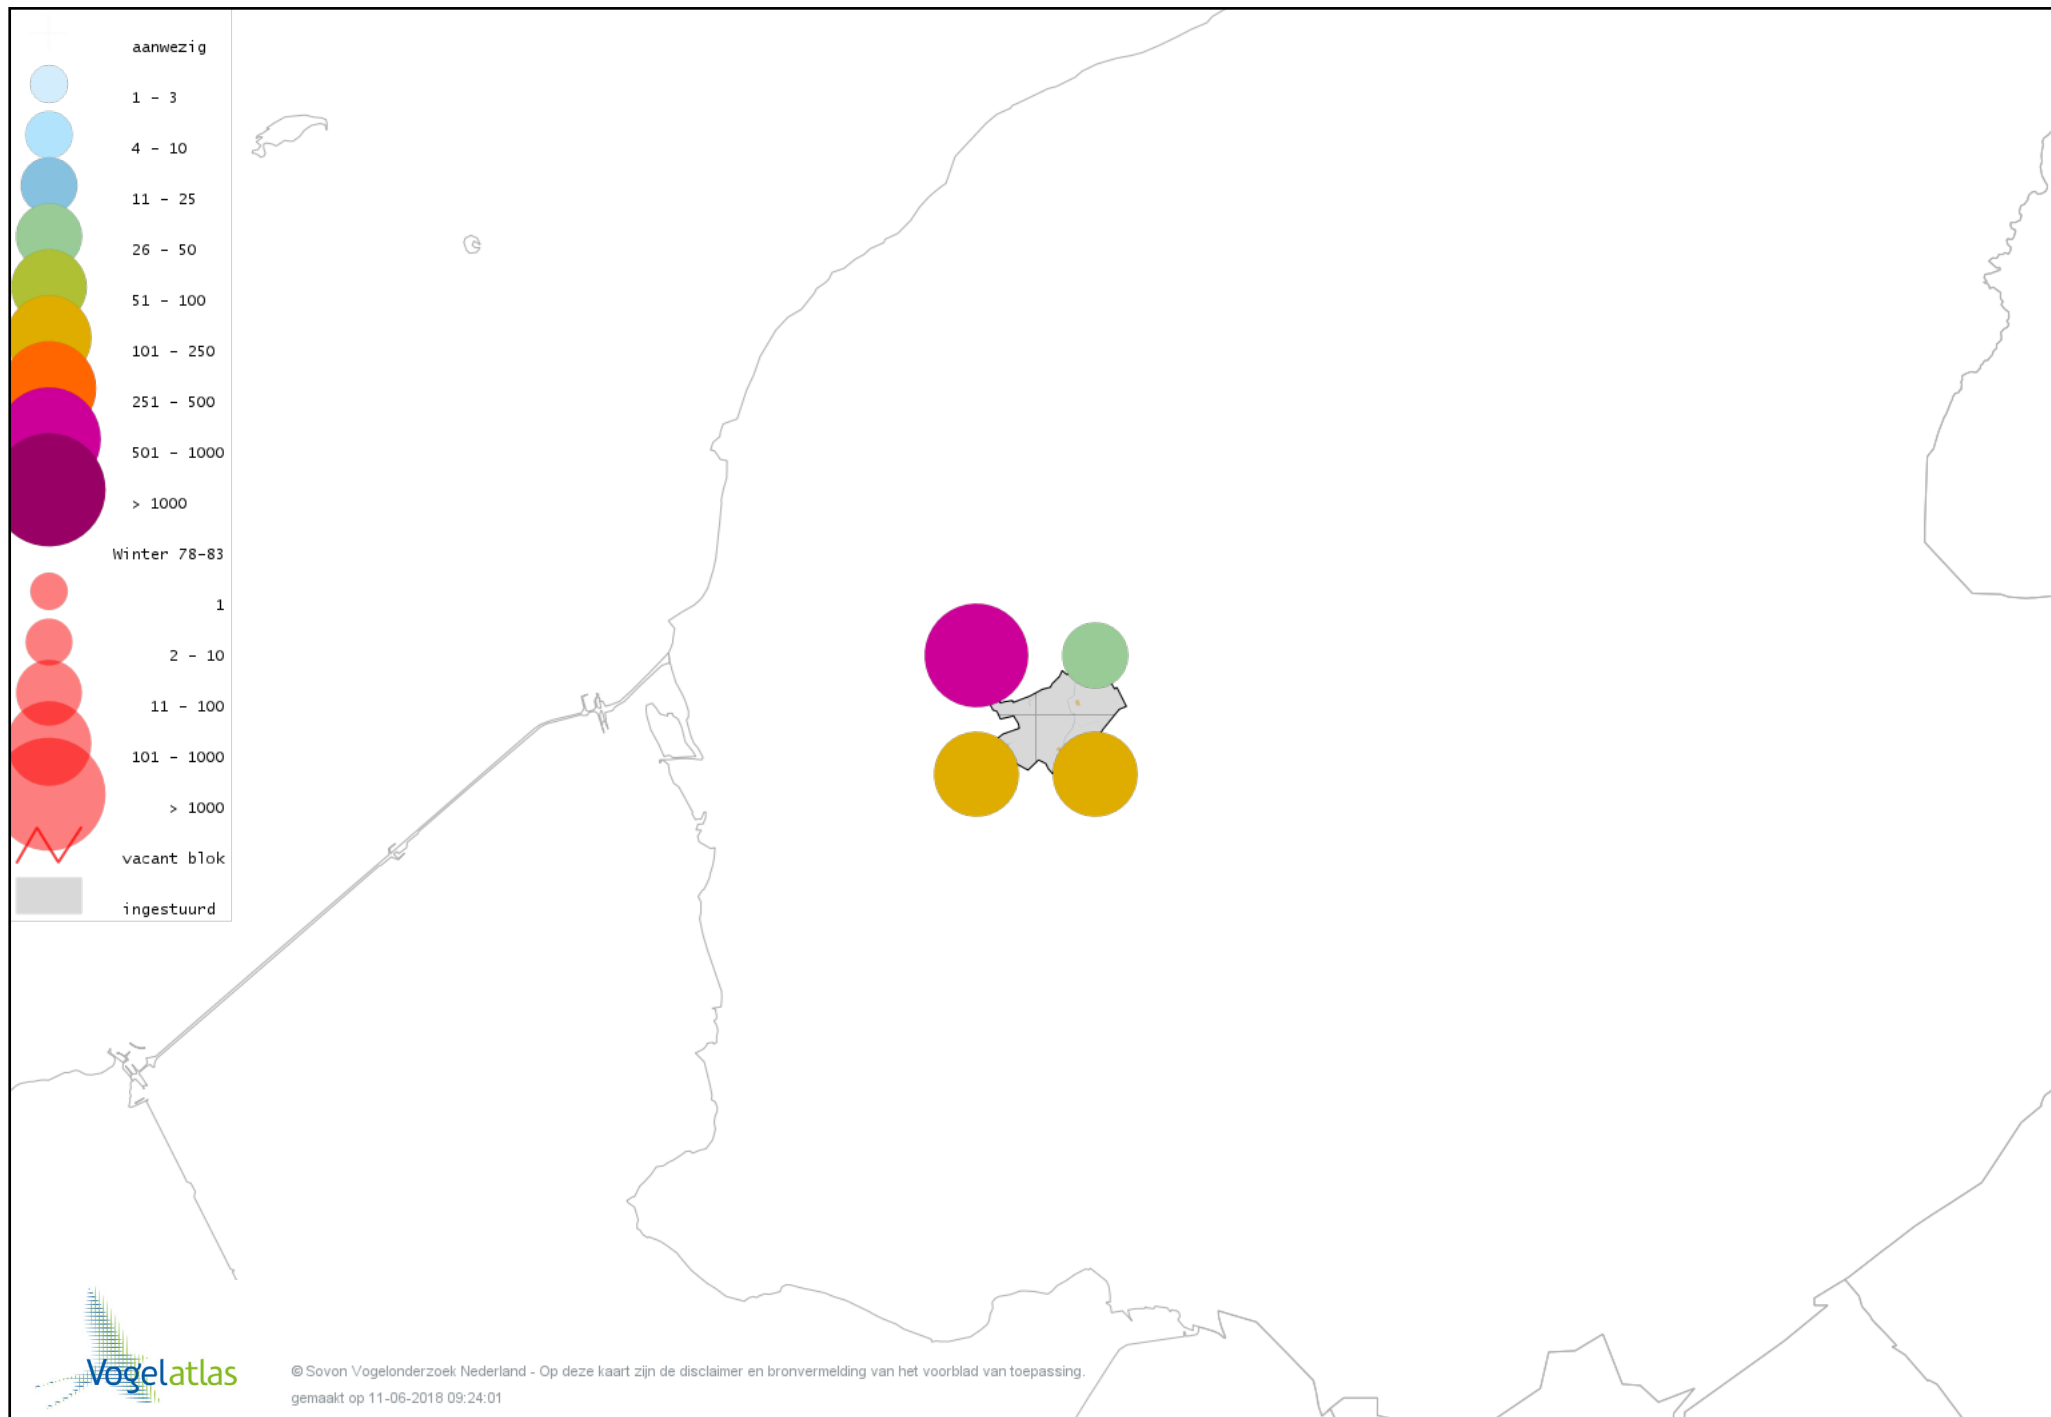 aanwezig
1 - 3
4 - 10
11 - 25
26 - 50
51 - 100
101 - 250
251 - 500
501 - 1000
> 1000
Winter 78-83
1
2 - 10
11 - 100
101 - 1000
> 1000
vacant blok
ingestuurd
Vogelatlas
© Sovon Vogelonderzoek Nederland - Op deze kaart zijn de disclaimer en bronvermelding van het voorblad van toepassing.
gemaakt op 11-06-2018 09:24:01